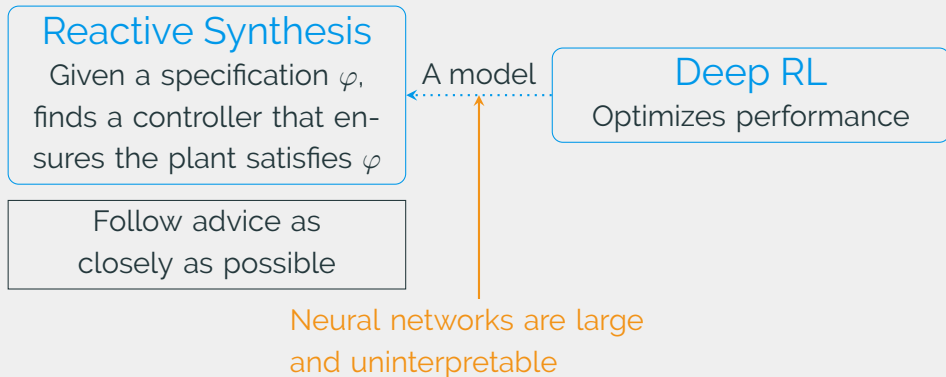 Reactive Synthesis
Given a specification φ,
finds a controller that en-
sures the plant satisfies φ
A model
Deep RL
Optimizes performance
Follow advice as
closely as possible
Neural networks are large
and uninterpretable